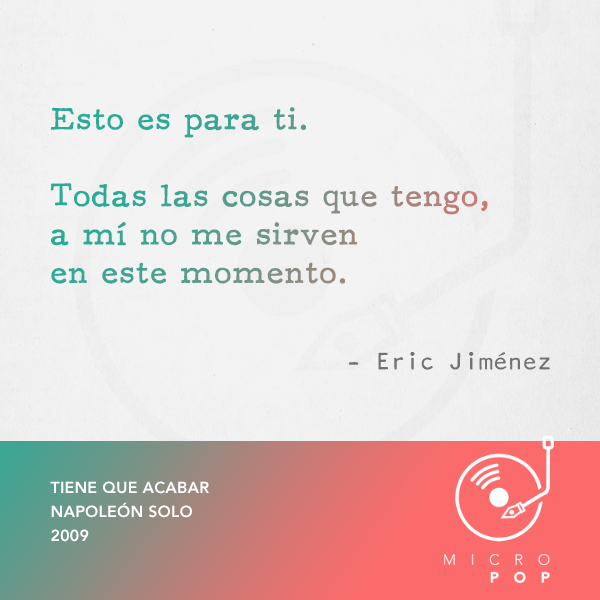 Esto es para ti.
Todas las cosas que tengo,
a mí no me sirven
en este momento.
– Eric Jiménez
TIENE QUE ACABAR
NAPOLEÓN SOLO
2009
MICRO
POP